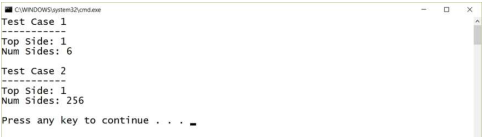 C:\WINDOWS\system32\cmd.exe
Test Case 1
-----------
Top Side: 1
Num Sides: 6
Test Case 2
-----------
Top Side: 1
Num Sides: 256
Press any key to continue . . . _